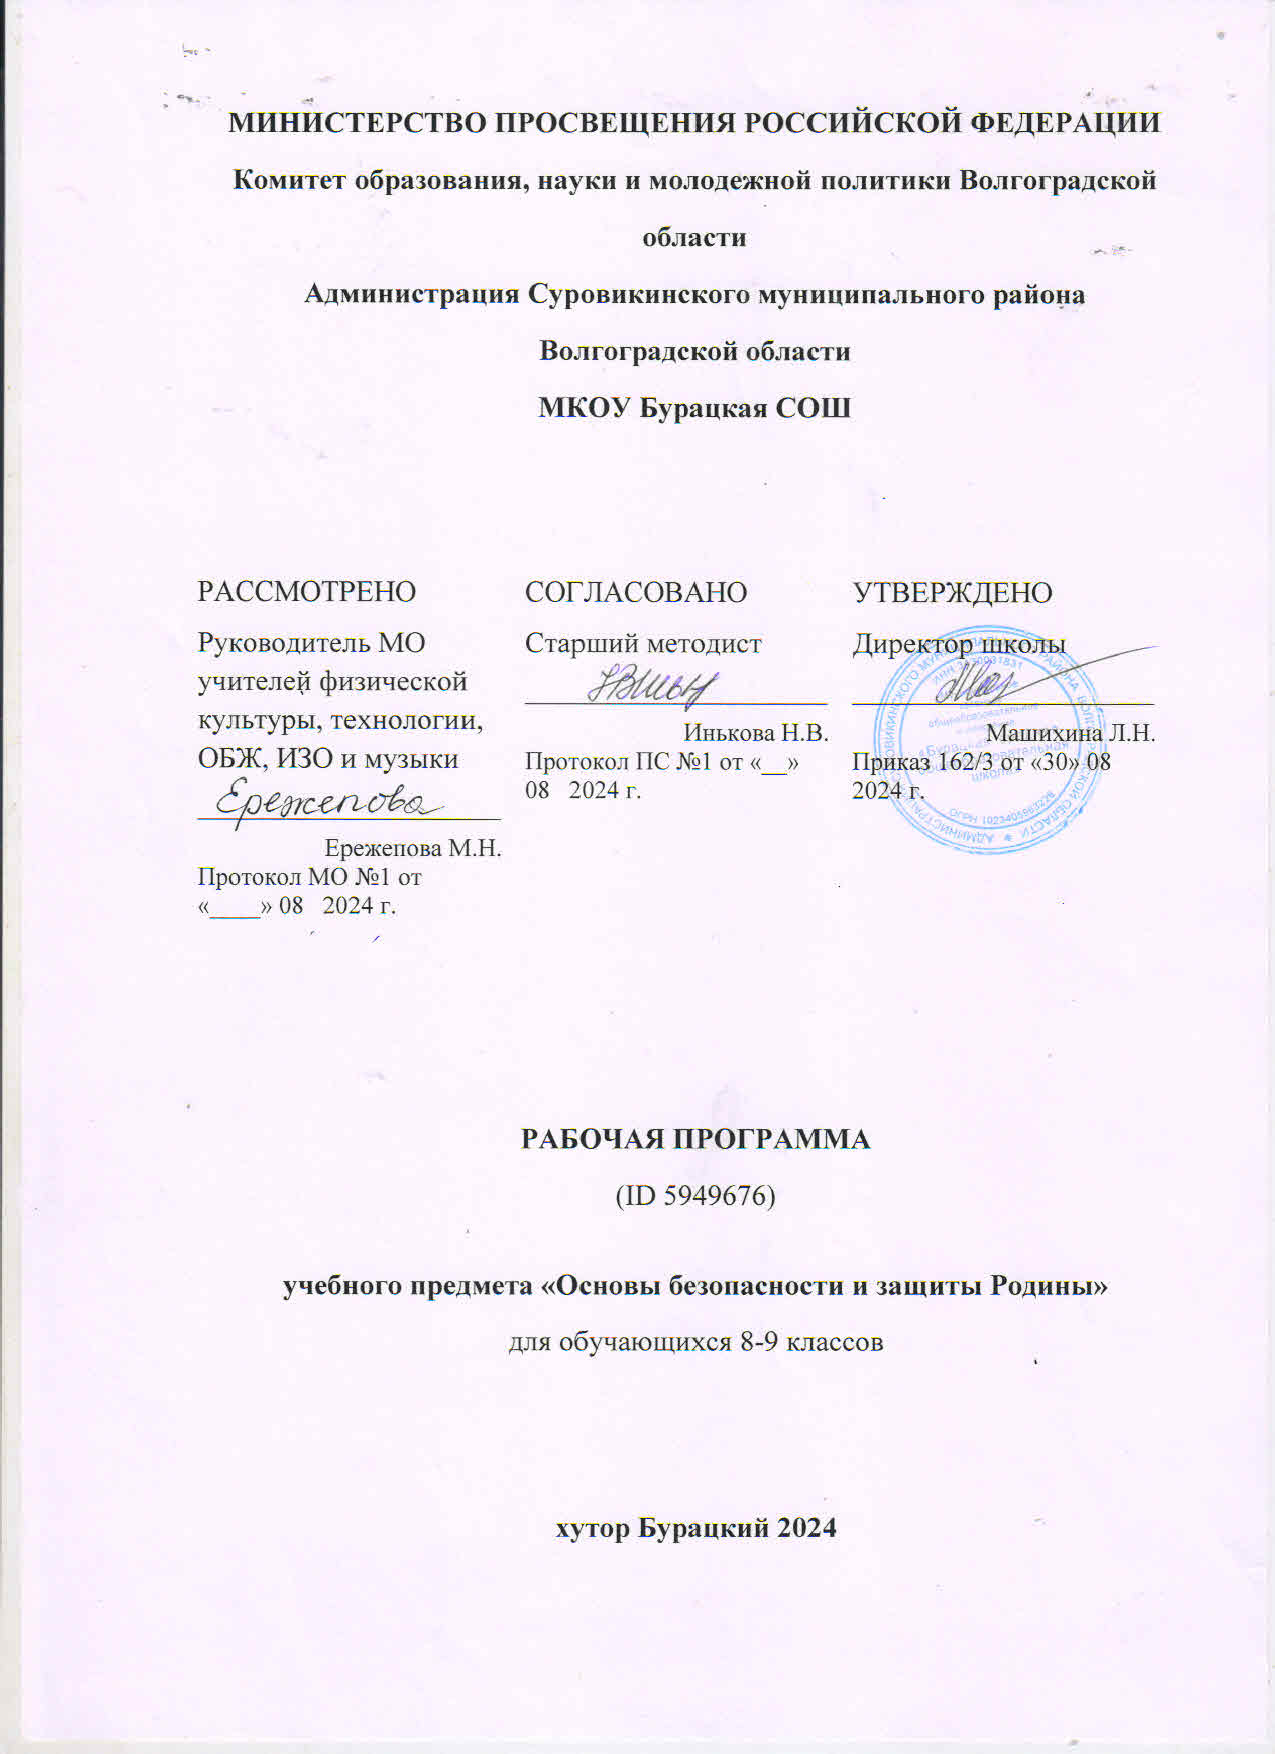 МИНИСТЕРСТВО ПРОСВЕЩЕНИЯ РОССИЙСКОЙ ФЕДЕРАЦИИ
Комитет образования, науки и молодежной политики Волгоградской
области
Администрация Суровикинского муниципального района
Волгоградской области
МКОУ Бурацкая СОШ
РАССМОТРЕНО
Руководитель МО
учителей физической
культуры, технологии,
ОБЖ, ИЗО и музыки
Ережепова
Ережепова М.Н.
Протокол МО №1 от
«____» 08 2024 г.
СОГЛАСОВАНО
Старший методист
Инькова Н.В.
Протокол ПС №1 от «__»
08 2024 г.
УТВЕРЖДЕНО
Директор школы
Машихина Л.Н.
Приказ 162/3 от «30» 08
2024 г.
РАБОЧАЯ ПРОГРАММА
(ID 5949676)
учебного предмета «Основы безопасности и защиты Родины»
для обучающихся 8-9 классов
хутор Бурацкий 2024